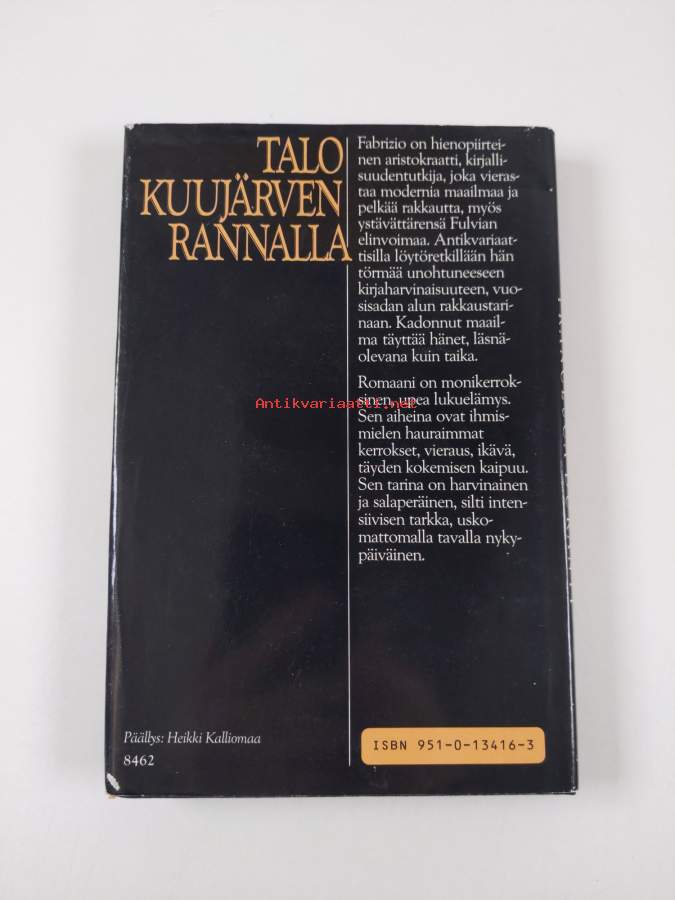 TALO
KUUJÄRVEN
RANNALLA
Fabrizio on hienopiirtei-
nen aristokraatti, kirjalli-
suudentutkija, joka vieras-
taa modernia maailmaa ja
pelkää rakkautta, myös
ystävättärensä Fulvian
elinvoimaa. Antikvariaat-
tisilla löytöretkillään hän
törmää unohtuneeseen
kirjaharvinaisuuteen, vuo-
sisadan alun rakkaustari-
naan. Kadonnut maail-
ma täyttää hänet, läsnä-
olevana kuin taika.
Romaani on monikerrok-
sinen, upea lukuelämys.
Sen aiheina ovat ihmis-
mielen hauraimmat
kerrokset, vieraus, ikävä,
täyden kokemisen kaipuu.
Sen tarina on harvinainen
ja salaperäinen, silti inten-
siivisen tarkka, usko-
mattomalla tavalla nyky-
päiväinen.
Antikvariaatti.net
Päällys: Heikki Kalliomaa
8462
ISBN 951-0-13416-3